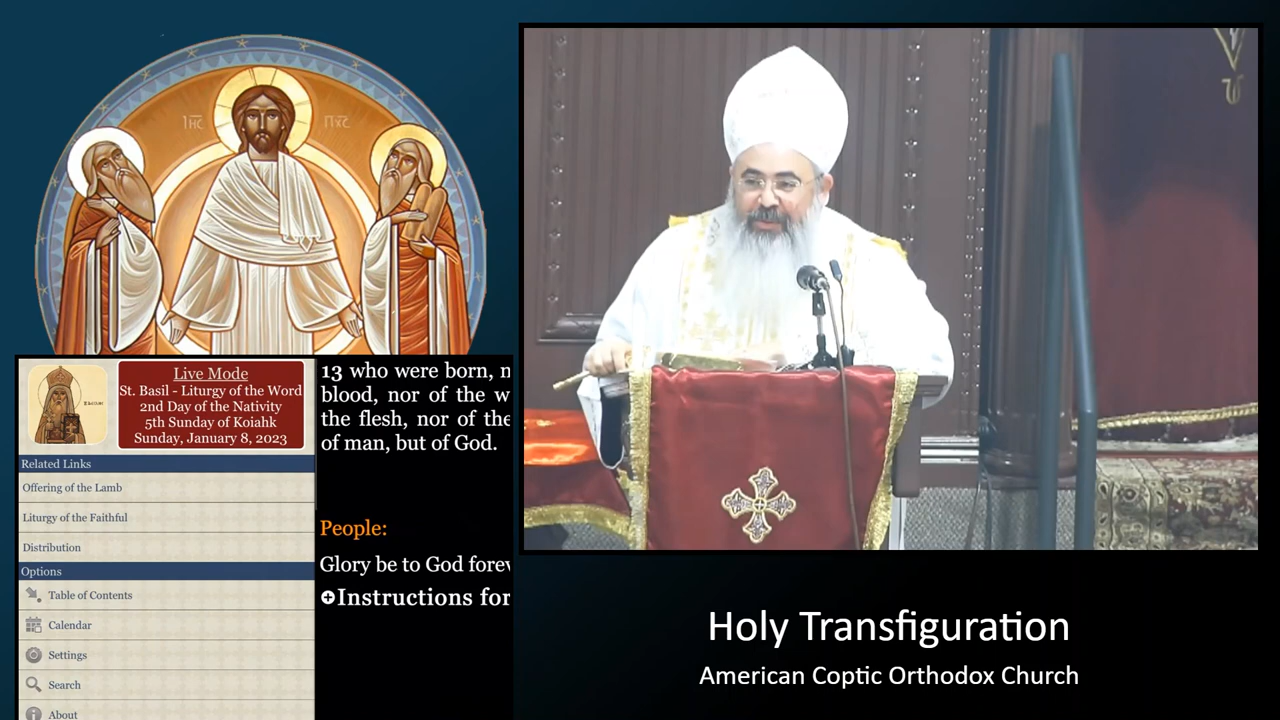 ΙΗC
ΠΧC
Live Mode
St. Basil - Liturgy of the Word
2nd Day of the Nativity
5th Sunday of Koiahk
Sunday, January 8, 2023
Related Links
Offering of the Lamb
Liturgy of the Faithful
Distribution
Options
Table of Contents
Calendar
Settings
Search
About
13 who were born, n
blood, nor of the w
the flesh, nor of the
of man, but of God.
People:
Glory be to God forev
Instructions for
Holy Transfiguration
American Coptic Orthodox Church